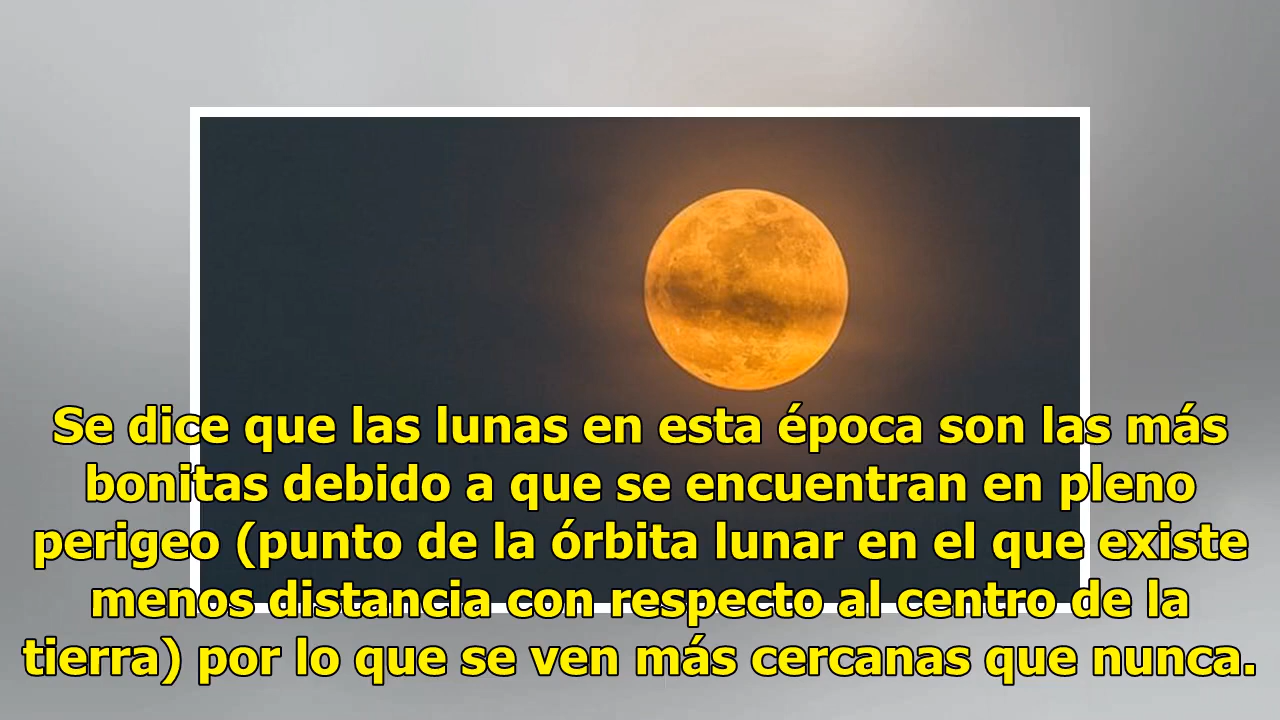 Se dice que las lunas en esta época son las más
bonitas debido a que se encuentran en pleno
perigeo (punto de la órbita lunar en el que existe
menos distancia con respecto al centro de la
tierra) por lo que se ven más cercanas que nunca.